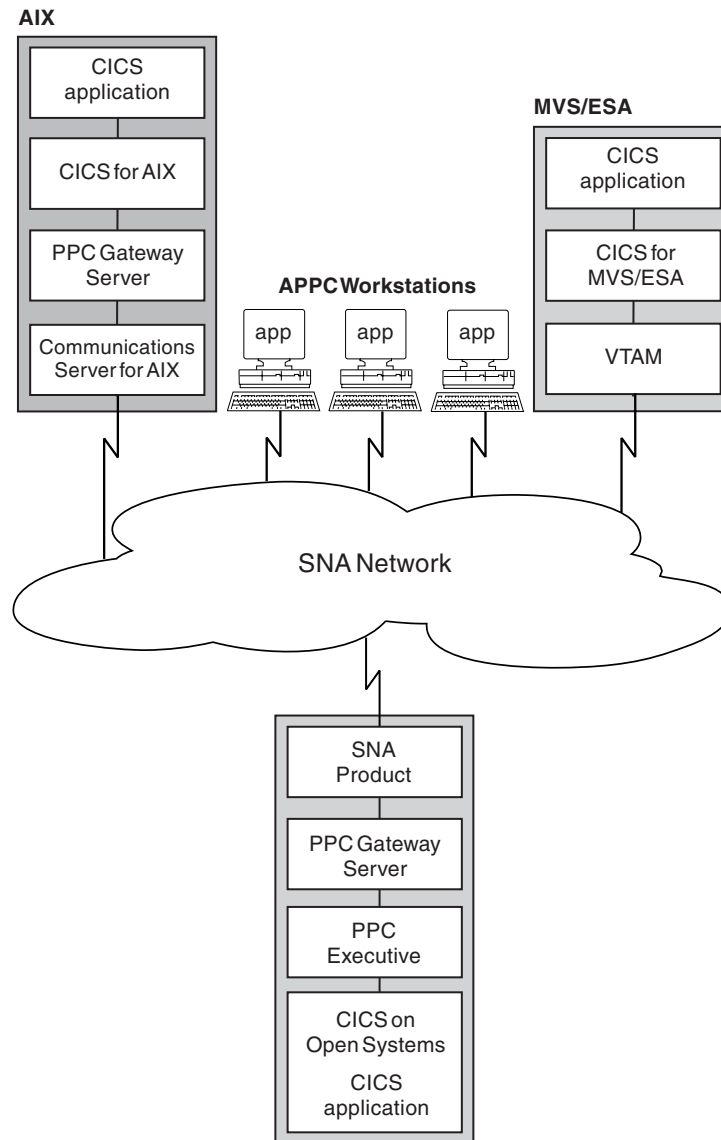 AIX
CICS
application
CICS for AIX
PPC Gateway
Server
Communications
Server for AIX
APPC Workstations
app
app
app
MVS/ESA
CICS
application
CICS for
MVS/ESA
VTAM
SNA Network
SNA
Product
PPC Gateway
Server
PPC
Executive
CICS on
Open Systems
CICS
application